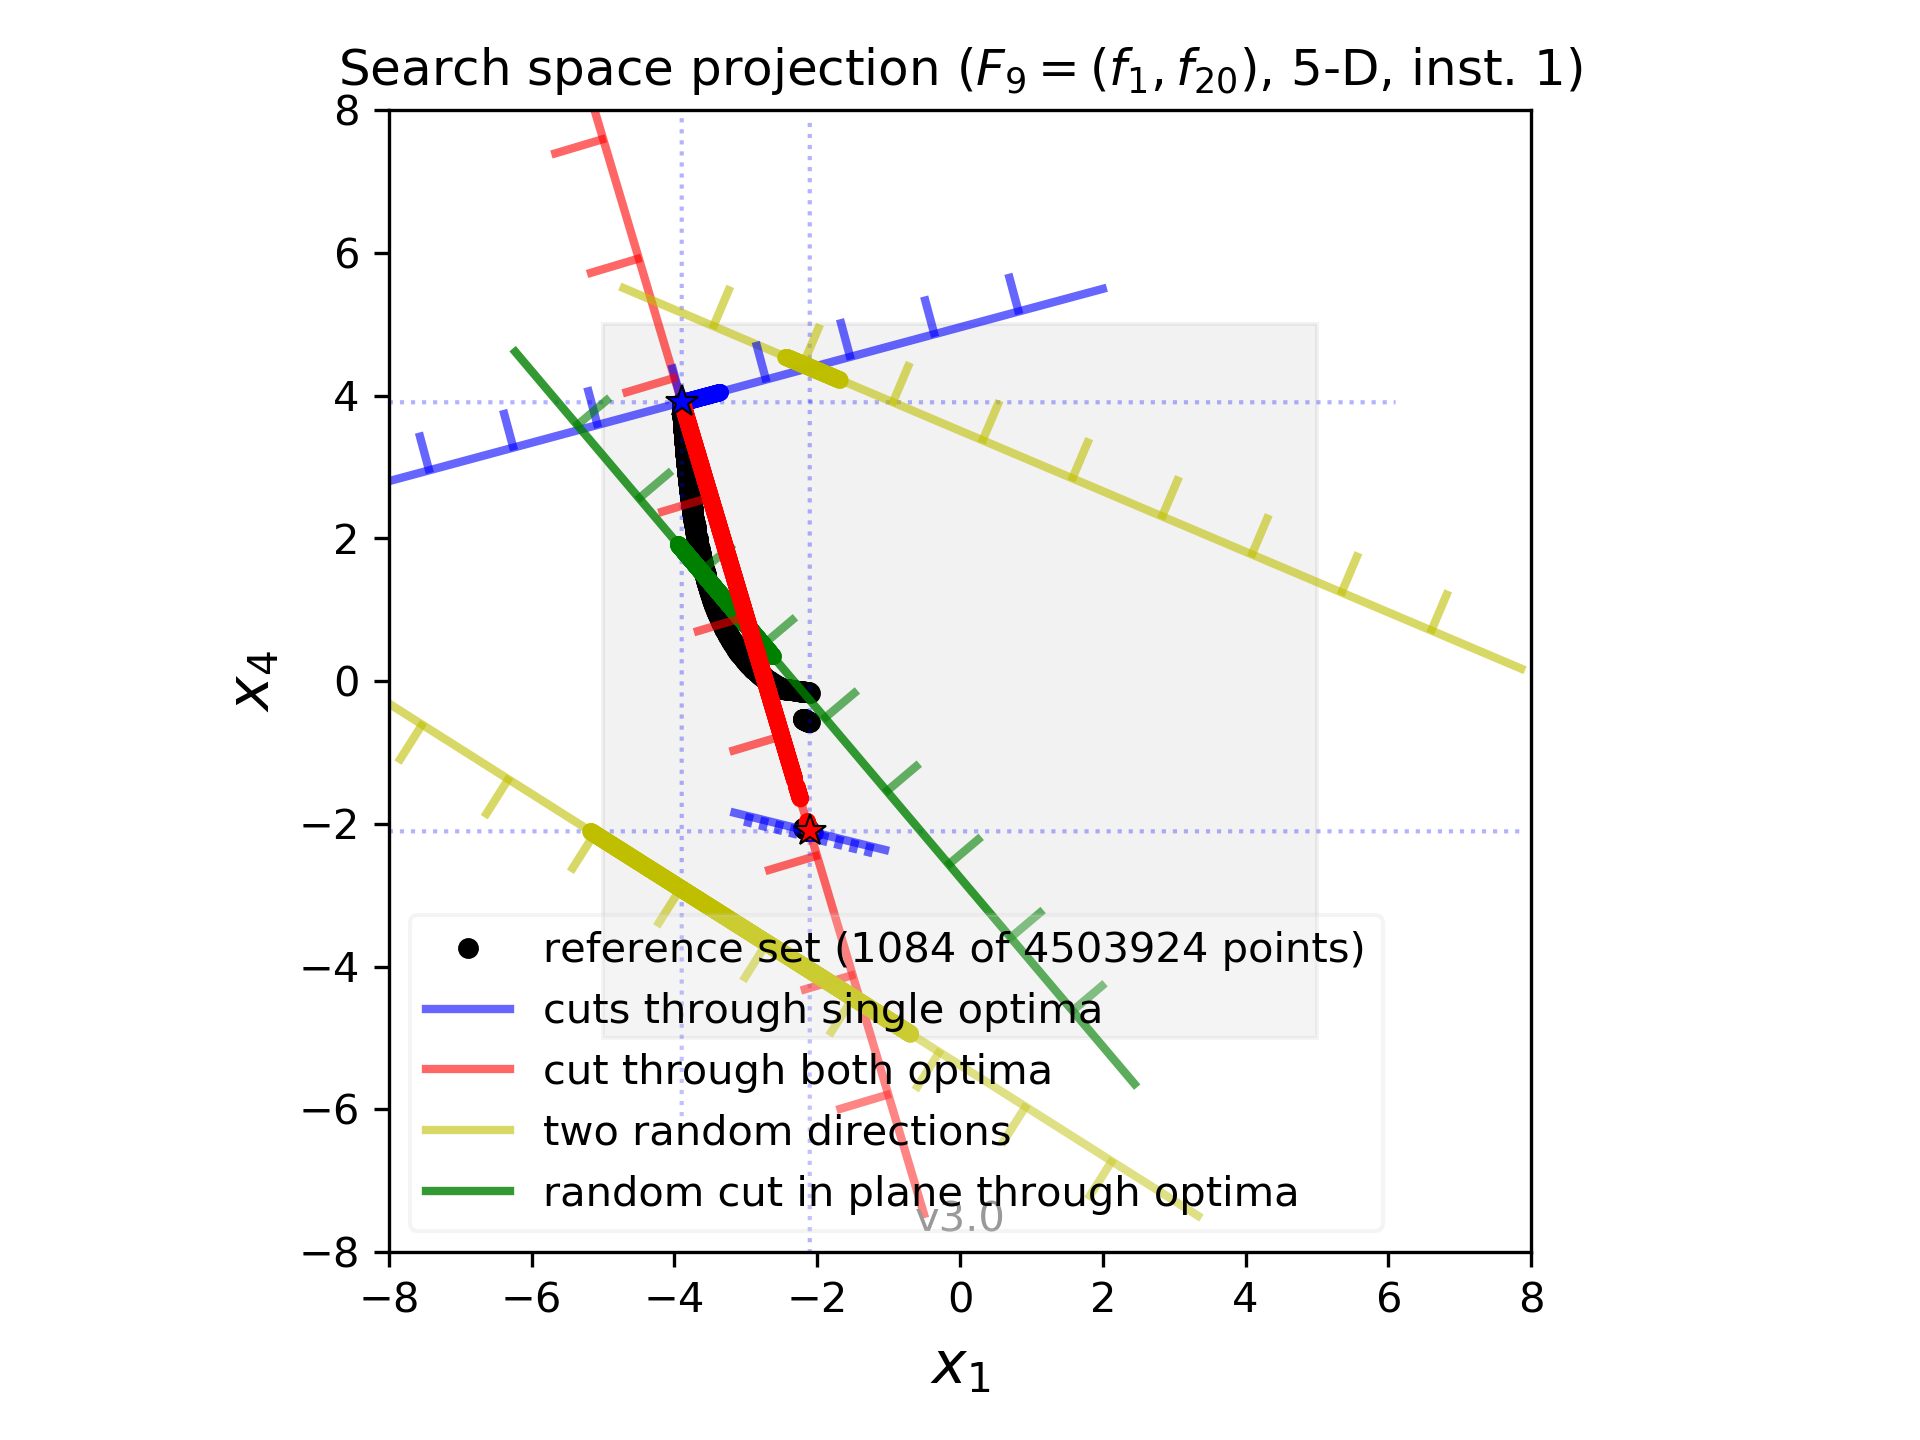 Search space projection (F₉ = (f₁, f₂₀), 5-D, inst. 1)
8
6
4
2
0
−2
−4
−6
−8
x₄
reference set (1084 of 4503924 points)
cuts through single optima
cut through both optima
two random directions
random cut in plane through optima
v3.0
−8 −6 −4 −2 0 2 4 6 8
x₁